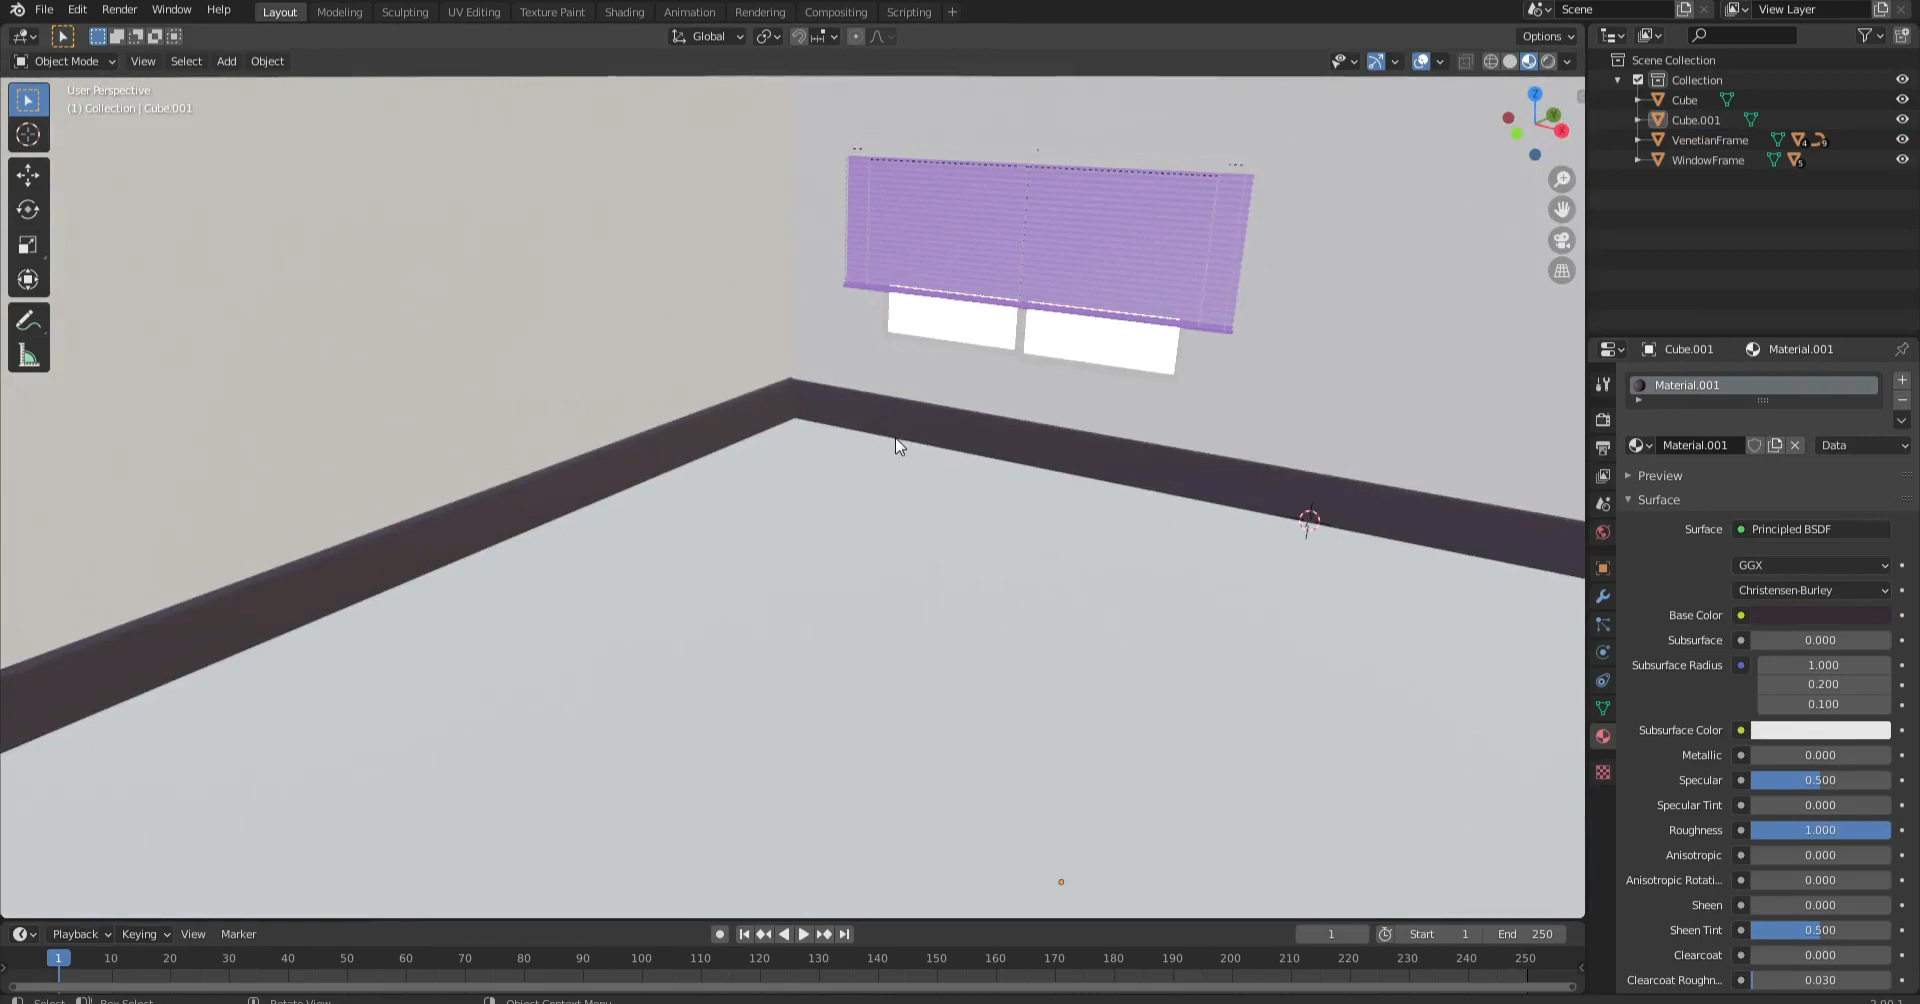 File Edit Render Window Help Layout Modeling Sculpting UV Editing Texture Paint Shading Animation Rendering Compositing Scripting Scene View Layer
Global Options
Object Mode View Select Add Object
User Perspective
(1) Collection | Cube.001
Z
Y
X
Scene Collection
Collection
Cube
Cube.001
VenetianFrame 4 9
WindowFrame 5
Cube.001 Material.001
Material.001
Material.001 Data
Preview
Surface
Surface Principled BSDF
GGX
Christensen-Burley
Base Color
Subsurface 0.000
Subsurface Radius 1.000
0.200
0.100
Subsurface Color
Metallic 0.000
Specular 0.500
Specular Tint 0.000
Roughness 1.000
Anisotropic 0.000
Anisotropic Rotati... 0.000
Sheen 0.000
Sheen Tint 0.500
Clearcoat 0.000
Clearcoat Roughn... 0.030
Playback Keying View Marker 1 Start 1 End 250
1 10 20 30 40 50 60 70 80 90 100 110 120 130 140 150 160 170 180 190 200 210 220 230 240 250
Select Box Select Rotate View Object Context Menu 2.90.1